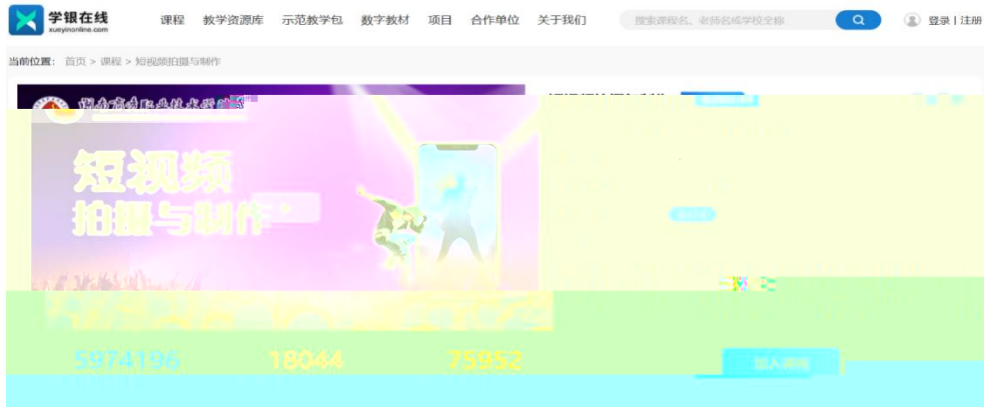 学银在线
xueyinonline.com
课程 教学资源库 示范教学包 数字教材 项目 合作单位 关于我们
搜索课程名、老师名或学校全称
登录 | 注册
当前位置： 首页 > 课程 > 短视频拍摄与制作
短视频
拍摄与制作
5974196 18044 75952